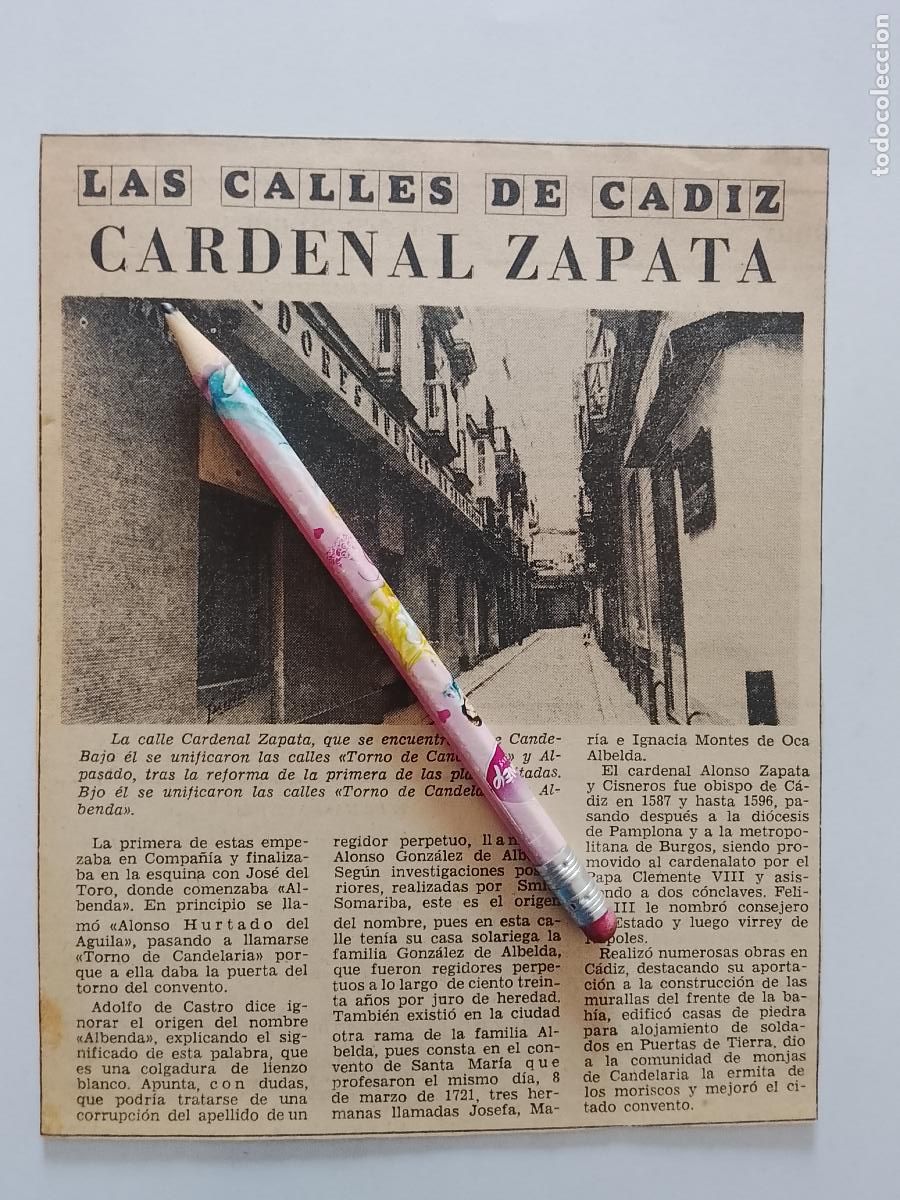 LAS CALLES DE CADIZ
CARDENAL ZAPATA
DORES NUE
La calle Cardenal Zapata, que se encuent e Cande-
Bajo él se unificaron las calles «Torno de Can » y Al-
pasado, tras la reforma de la primera de las pla itadas.
Bjo él se unificaron las calles «Torno de Candela Al-
benda».
La primera de estas empe-
zaba en Compañía y finaliza-
ba en la esquina con José del
Toro, donde comenzaba «Al-
benda». En principio se lla-
mó «Alonso Hurtado del
Aguila», pasando a llamarse
«Torno de Candelaria» por-
que a ella daba la puerta del
torno del convento.
Adolfo de Castro dice ig-
norar el origen del nombre
«Albenda», explicando el sig-
nificado de esta palabra, que
es una colgadura de lienzo
blanco. Apunta, con dudas,
que podría tratarse de una
corrupción del apellido de un
regidor perpetuo, llam
Alonso González de Alb
Según investigaciones pos
riores, realizadas por Smi
Somariba, este es el origen
del nombre, pues en esta ca-
lle tenía su casa solariega la
familia González de Albelda,
que fueron regidores perpe-
tuos a lo largo de ciento trein-
ta años por juro de heredad.
También existió en la ciudad
otra rama de la familia Al-
belda, pues consta en el con-
vento de Santa María que
profesaron el mismo día, 8
de marzo de 1721, tres her-
manas llamadas Josefa, Ma-
ría e Ignacia Montes de Oca
Albelda.
El cardenal Alonso Zapata
y Cisneros fue obispo de Cá-
diz en 1587 y hasta 1596, pa-
sando después a la diócesis
de Pamplona y a la metropo-
litana de Burgos, siendo pro-
movido al cardenalato por el
Papa Clemente VIII y asis-
endo a dos cónclaves. Feli-
III le nombró consejero
Estado y luego virrey de
poles.
Realizó numerosas obras en
Cádiz, destacando su aporta-
ción a la construcción de las
murallas del frente de la ba-
hía, edificó casas de piedra
para alojamiento de solda-
dos en Puertas de Tierra, dio
a la comunidad de monjas
de Candelaria la ermita de
los moriscos y mejoró el ci-
tado convento.
todocoleccion